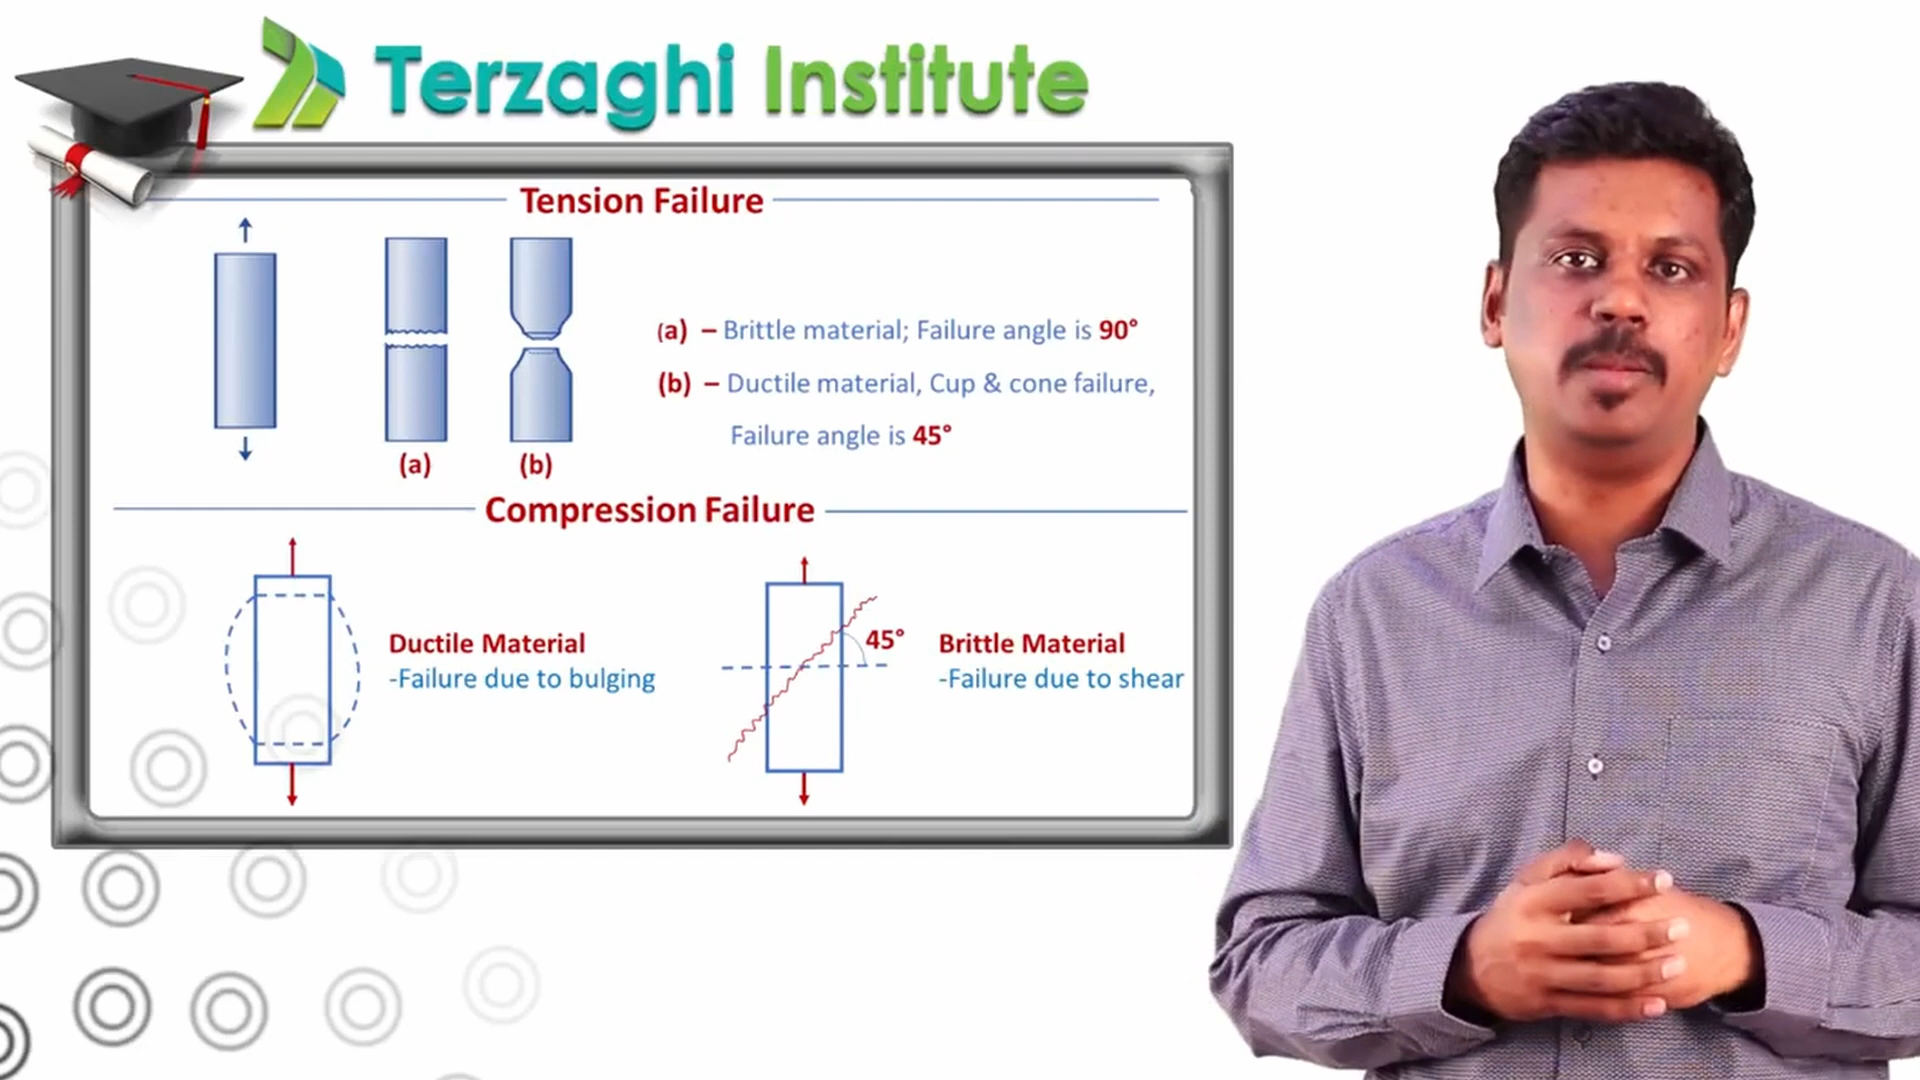 Terzaghi Institute
Tension Failure
(a) – Brittle material; Failure angle is 90°
(b) – Ductile material, Cup & cone failure,
Failure angle is 45°
(a) (b)
Compression Failure
45°
Ductile Material
-Failure due to bulging
Brittle Material
-Failure due to shear